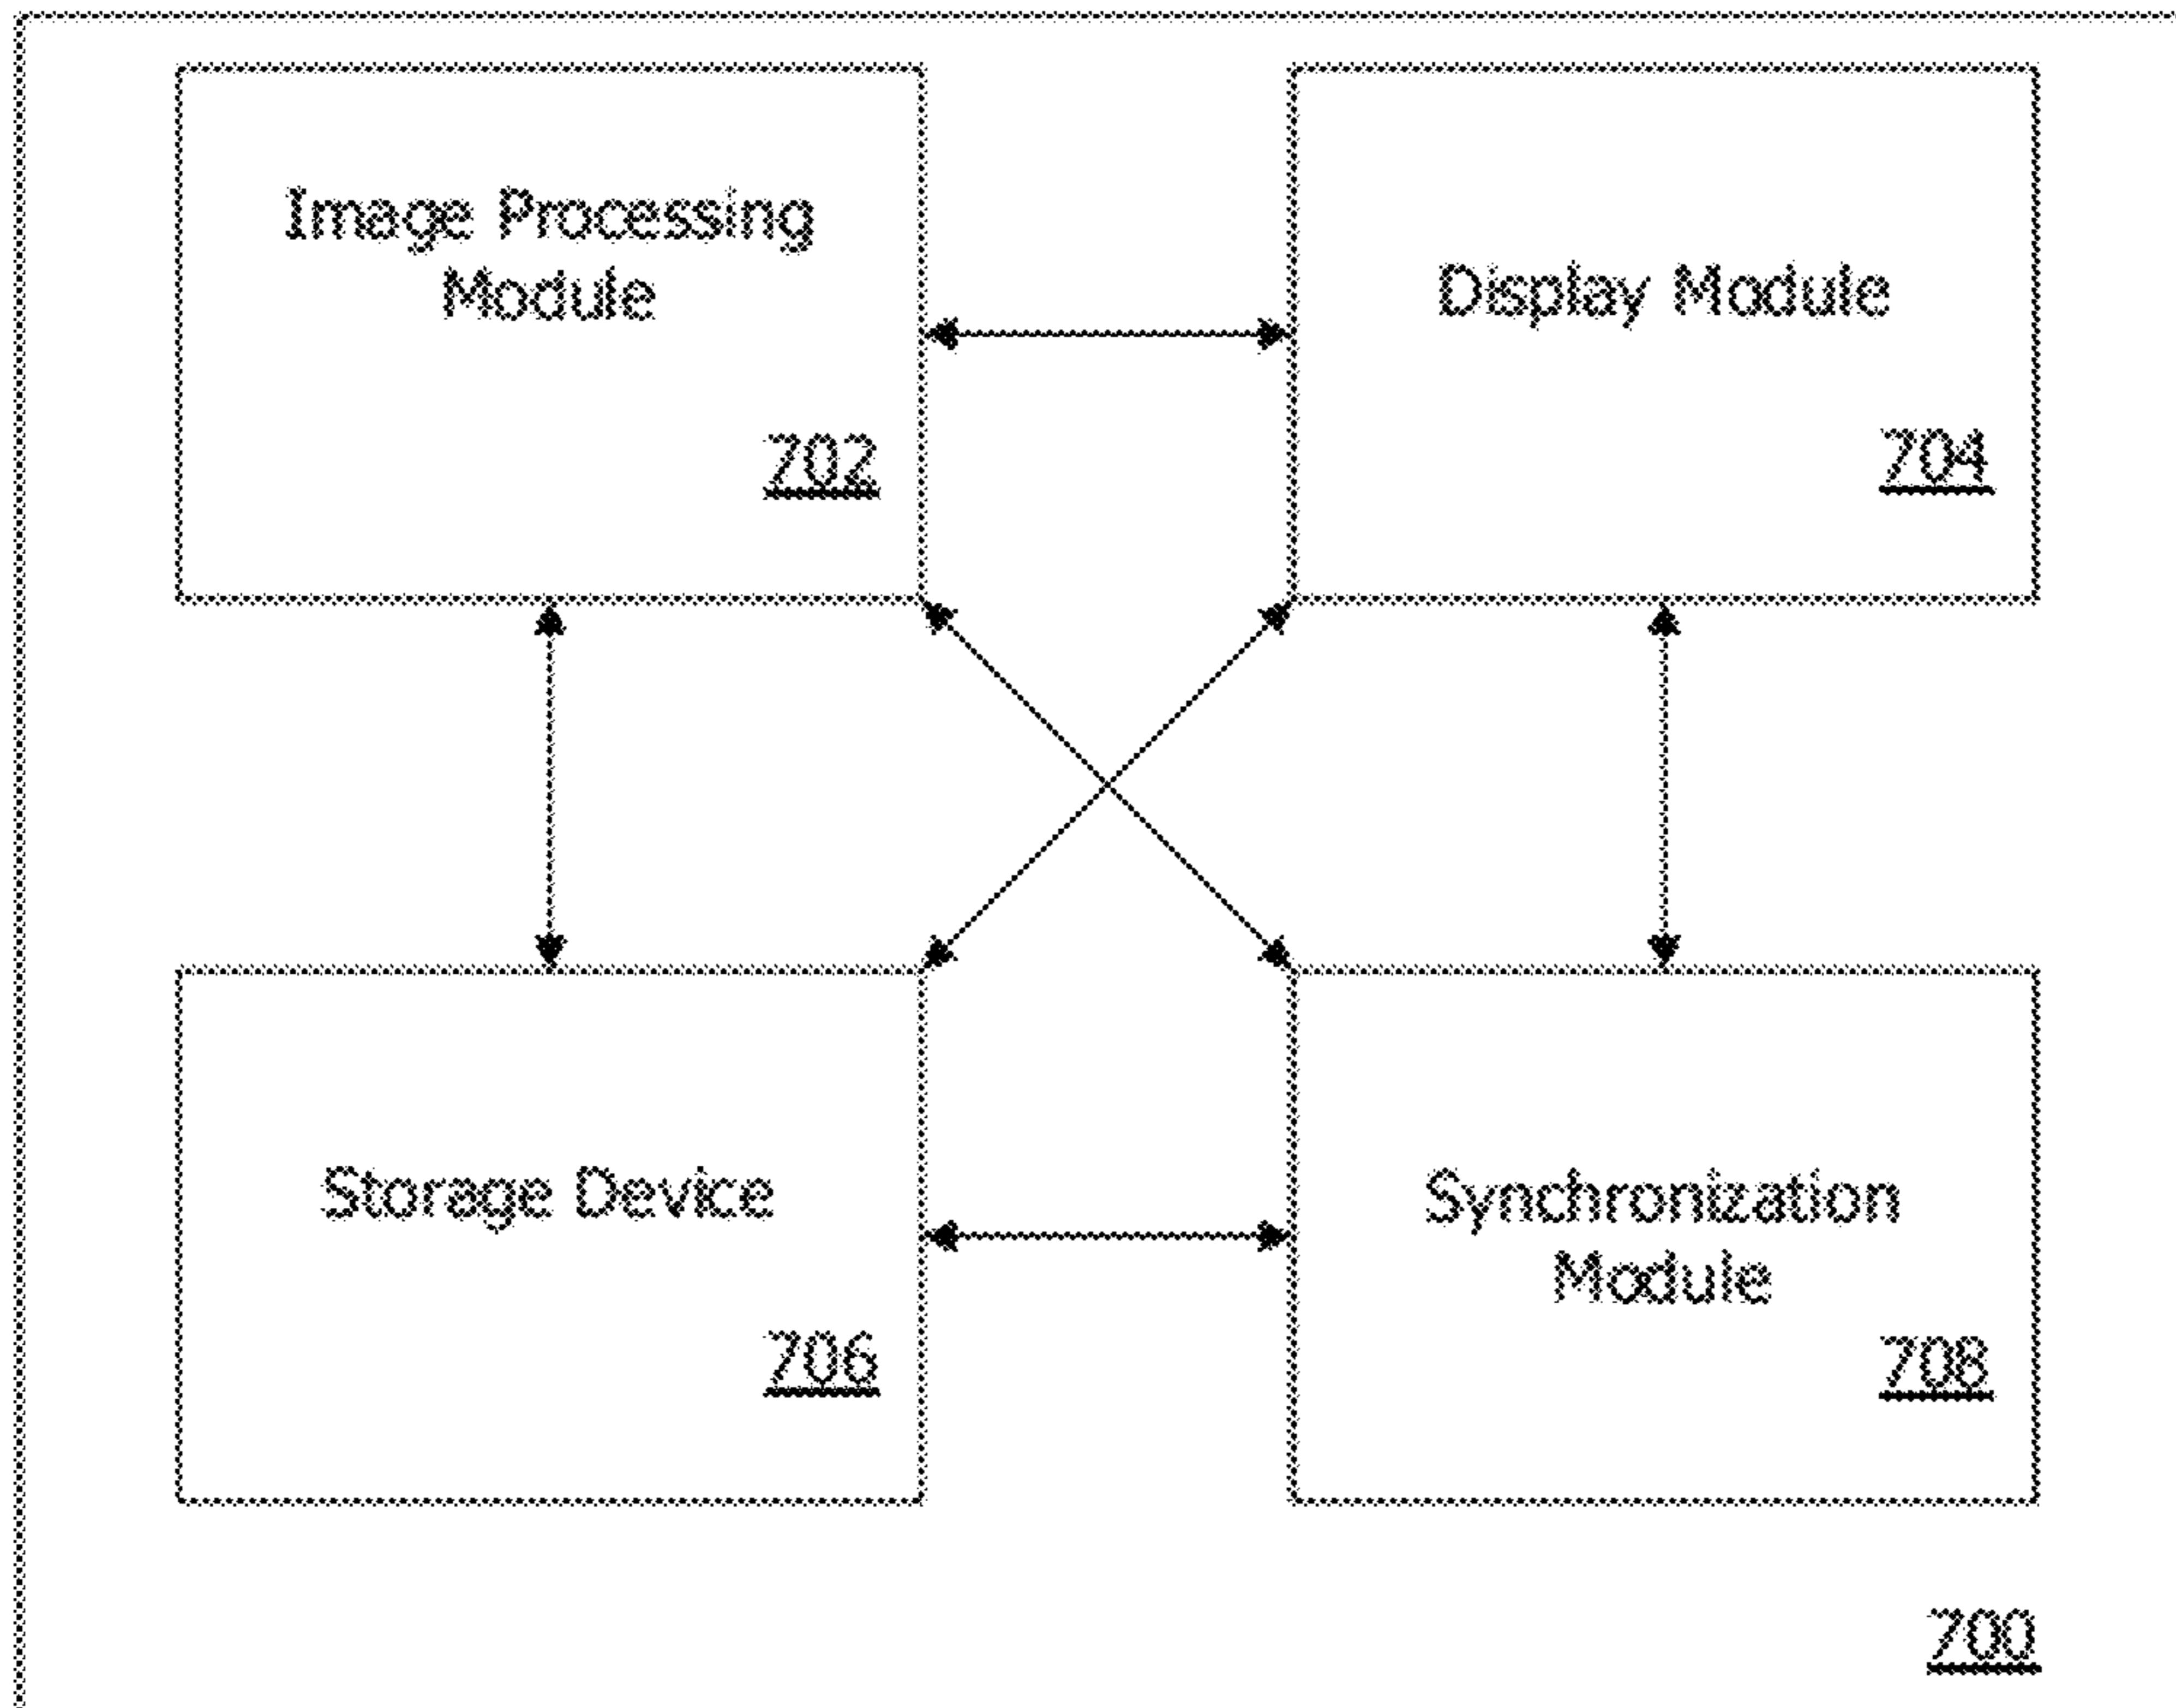 Image Processing
Module
702
Display Module
704
Storage Device
706
Synchronization
Module
708
700